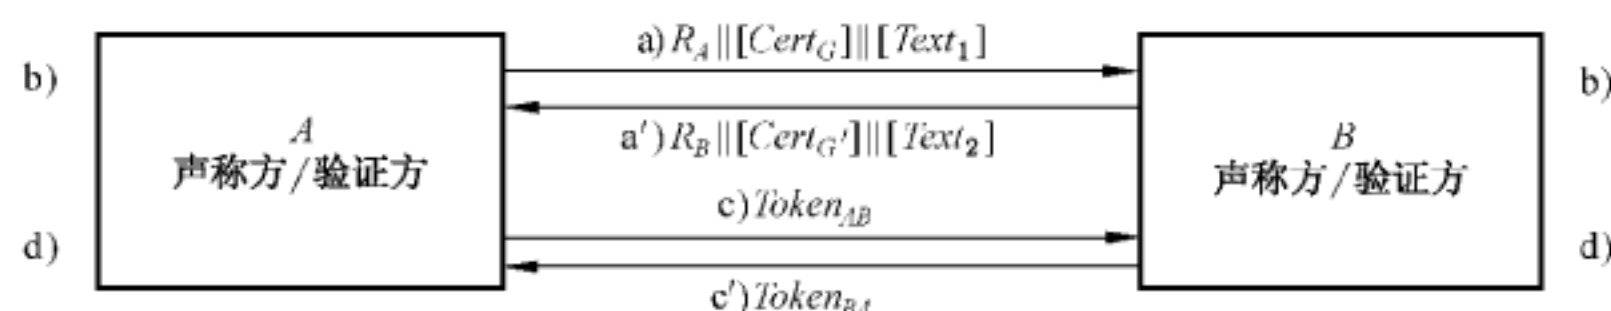 a) R_A||[Cert_G]||[Text_1]
b)
b)
a′) R_B||[Cert_G′]||[Text_2]
A
声称方/验证方
B
声称方/验证方
c) Token_AB
d)
d)
c′) Token_BA